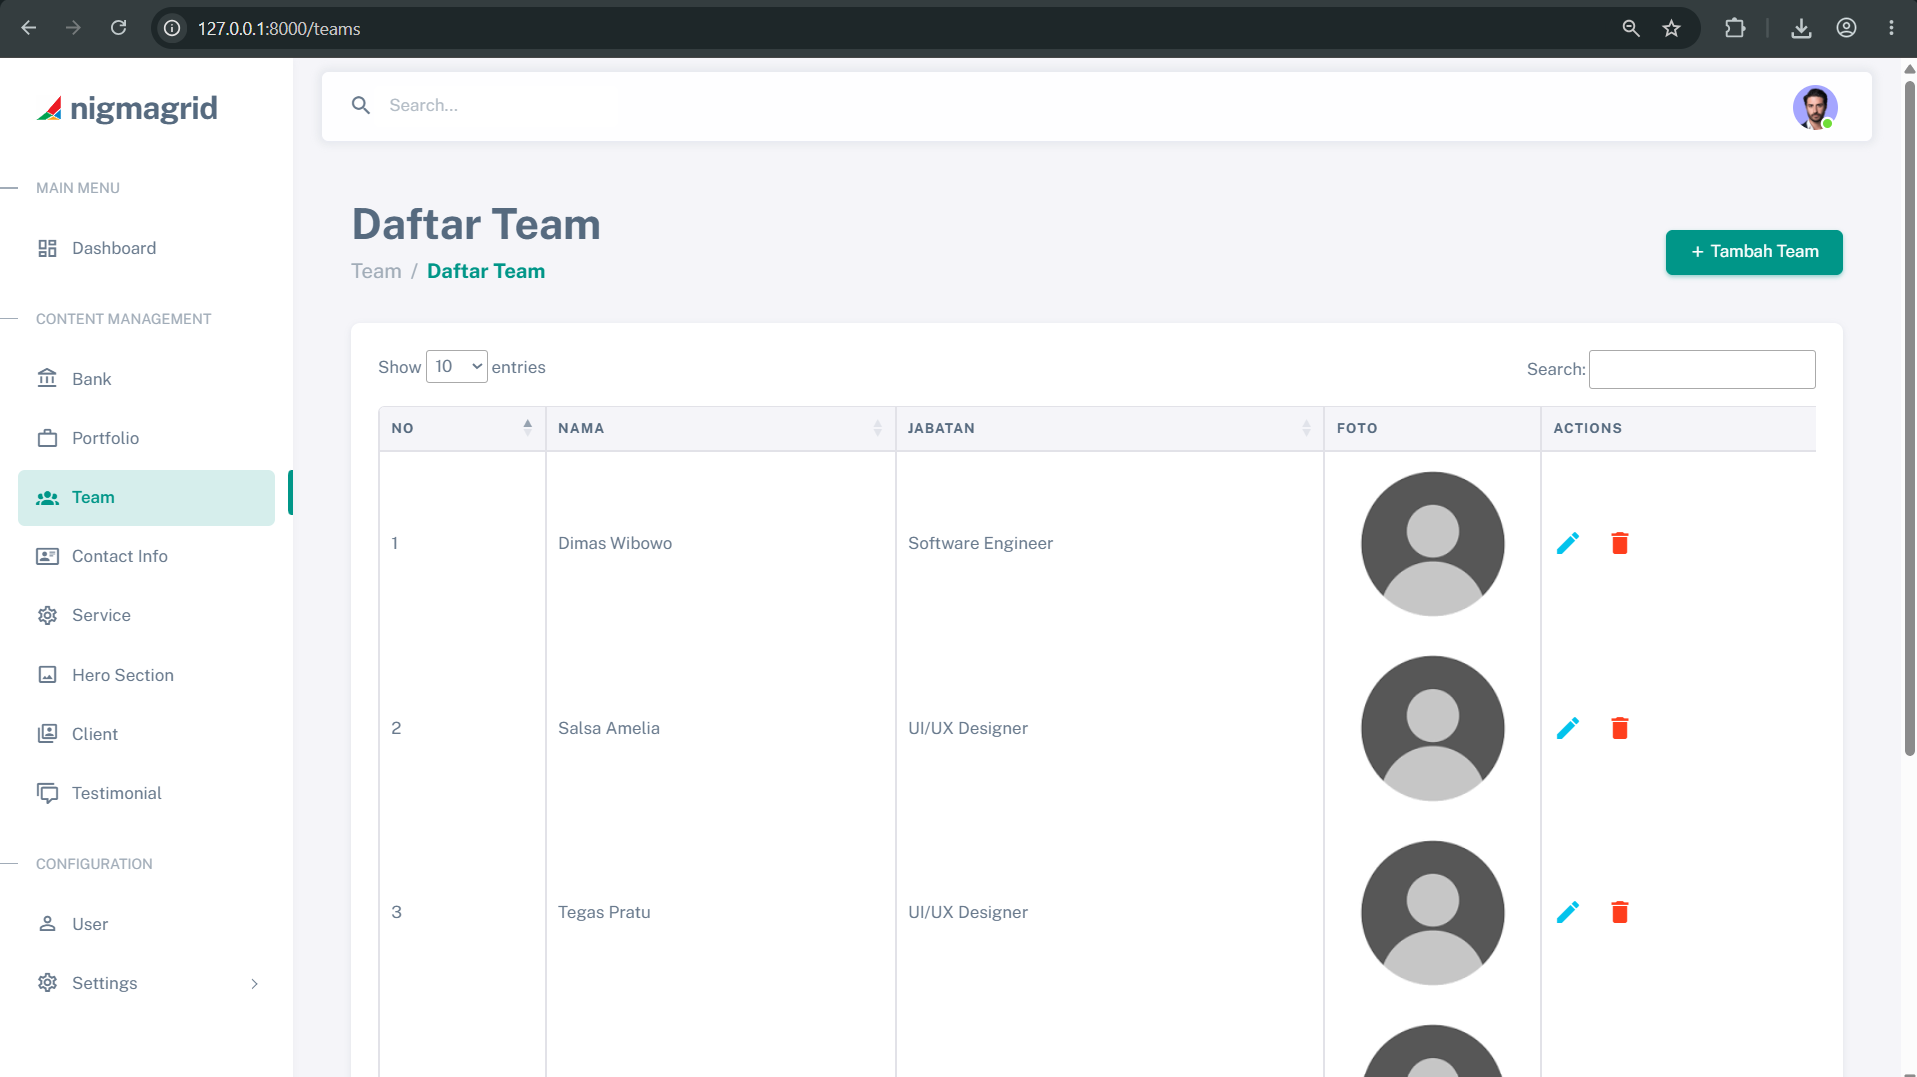 127.0.0.1:8000/teams
nigmagrid
Search...
MAIN MENU
Dashboard
CONTENT MANAGEMENT
Bank
Portfolio
Team
Contact Info
Service
Hero Section
Client
Testimonial
CONFIGURATION
User
Settings
Daftar Team
Team / Daftar Team
+ Tambah Team
Show 10 entries
Search:
NO NAMA JABATAN FOTO ACTIONS
1 Dimas Wibowo Software Engineer
2 Salsa Amelia UI/UX Designer
3 Tegas Pratu UI/UX Designer